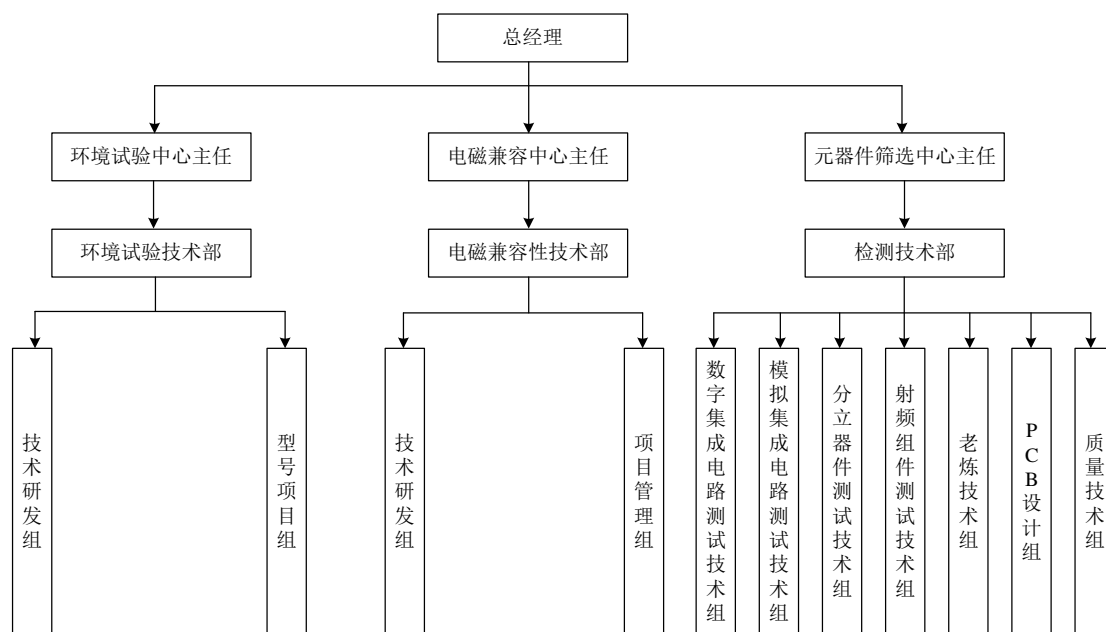 总经理
环境试验中心主任
电磁兼容中心主任
元器件筛选中心主任
环境试验技术部
电磁兼容性技术部
检测技术部
技术研发组
型号项目组
技术研发组
项目管理组
数字集成电路测试技术组
模拟集成电路测试技术组
分立器件测试技术组
射频组件测试技术组
老炼技术组
PCB设计组
质量技术组